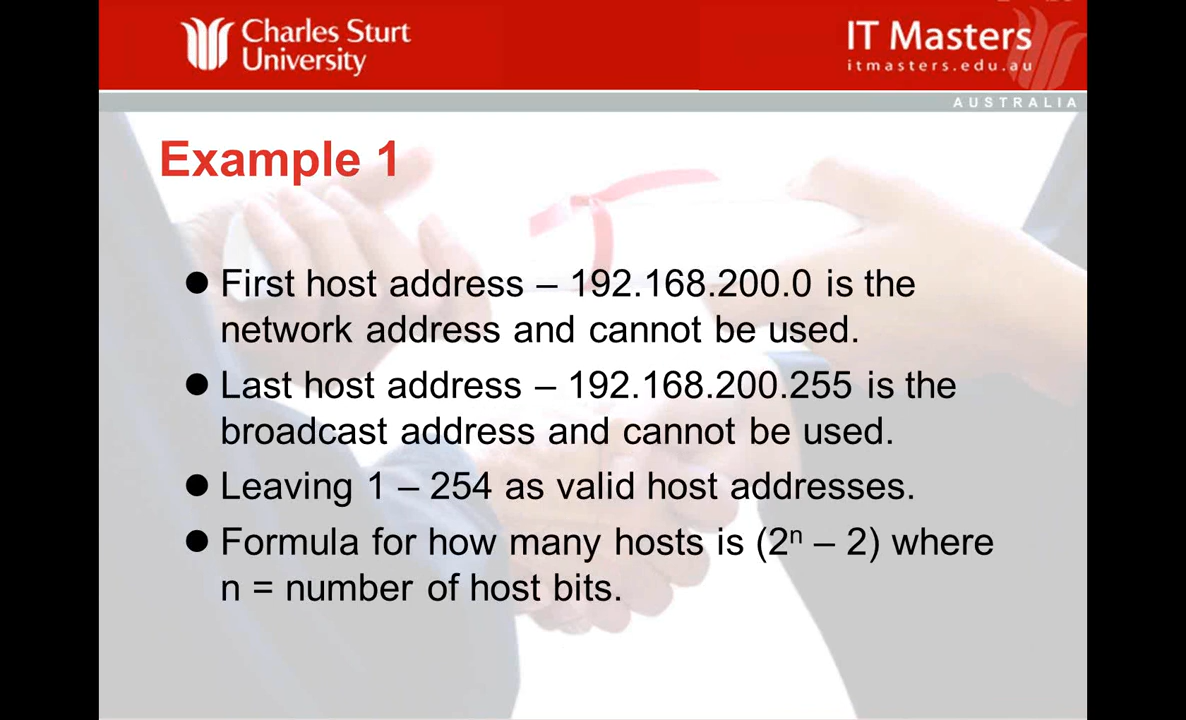 Charles Sturt
University
IT Masters
itmasters.edu.au
AUSTRALIA
Example 1
● First host address – 192.168.200.0 is the
network address and cannot be used.
● Last host address – 192.168.200.255 is the
broadcast address and cannot be used.
● Leaving 1 – 254 as valid host addresses.
● Formula for how many hosts is (2ⁿ – 2) where
n = number of host bits.